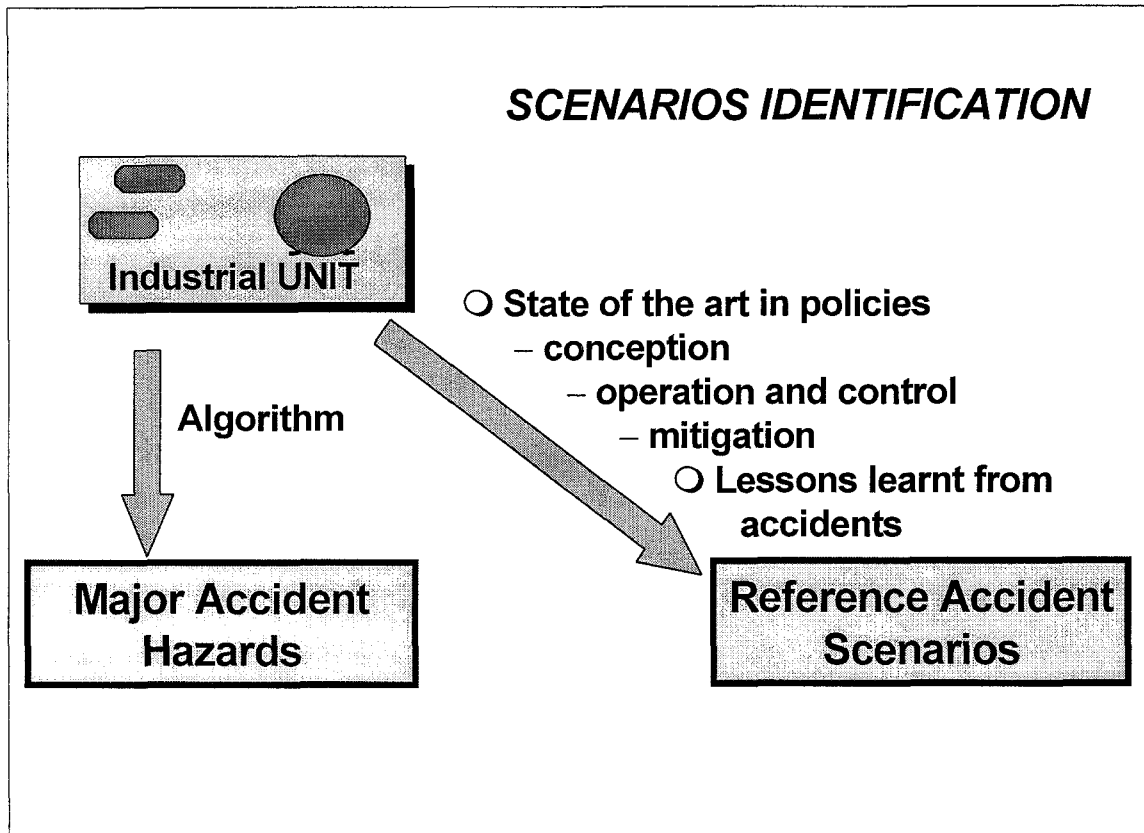 SCENARIOS IDENTIFICATION
Industrial UNIT
○ State of the art in policies
– conception
– operation and control
– mitigation
○ Lessons learnt from
accidents
Algorithm
Major Accident
Hazards
Reference Accident
Scenarios